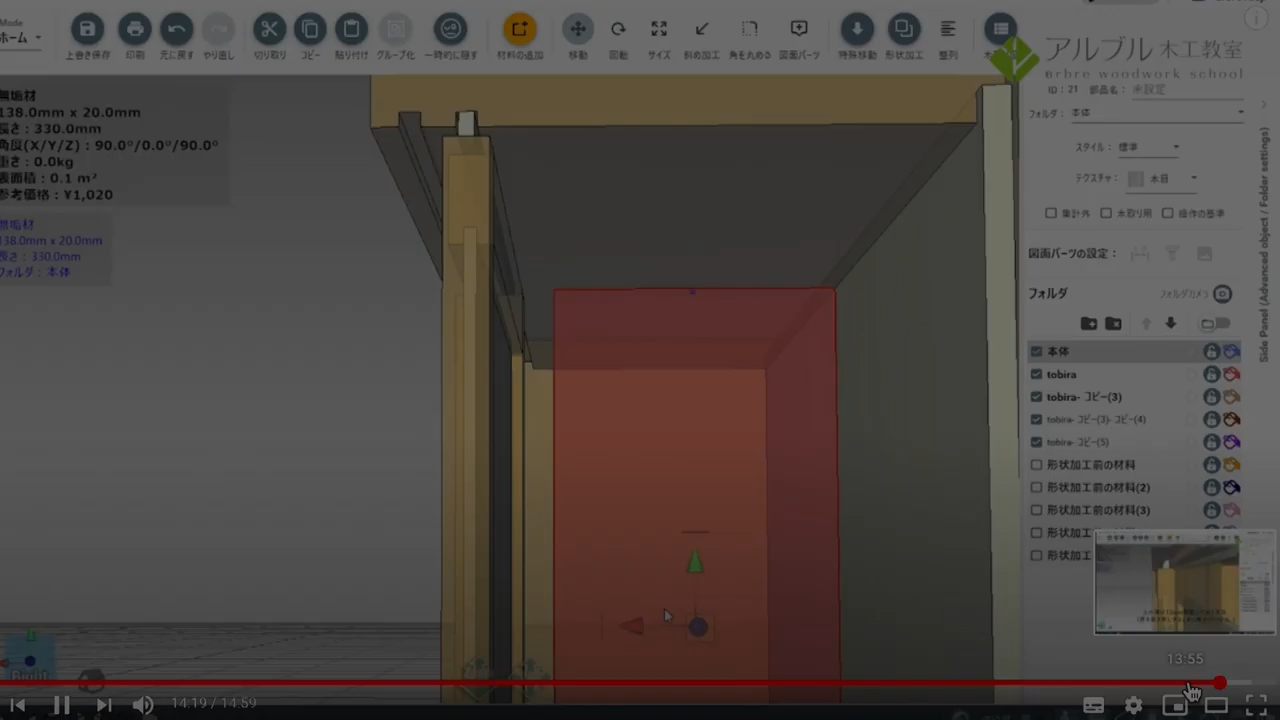 Mode
ホーム
上書き保存 印刷 元に戻す やり直し 切り取り コピー 貼り付け グループ化 一時的に隠す 材料の追加 移動 回転 サイズ 斜め加工 角を丸める 図面パーツ 特殊移動 形状加工 整列
アルブル木工教室
Arbre woodwork school
ID：21 部品名： 未設定
フォルダ： 本体
スタイル： 標準
テクスチャ： 木目
集計外 木取り用 操作の基準
図面パーツの設定：
フォルダ フォルダカメラ
本体
tobira
tobira- コピー(3)
tobira- コピー(3)- コピー(4)
tobira- コピー(5)
形状加工前の材料
形状加工前の材料(2)
形状加工前の材料(3)
形状加工
形状加工
Side Panel (Advanced object / Folder settings)
無垢材
138.0mm x 20.0mm
長さ：330.0mm
角度(X/Y/Z)：90.0°/0.0°/90.0°
重さ：0.0kg
表面積：0.1 m²
参考価格：¥1,020
無垢材
138.0mm x 20.0mm
長さ：330.0mm
フォルダ：本体
Right
13:55
14:19 / 14:59